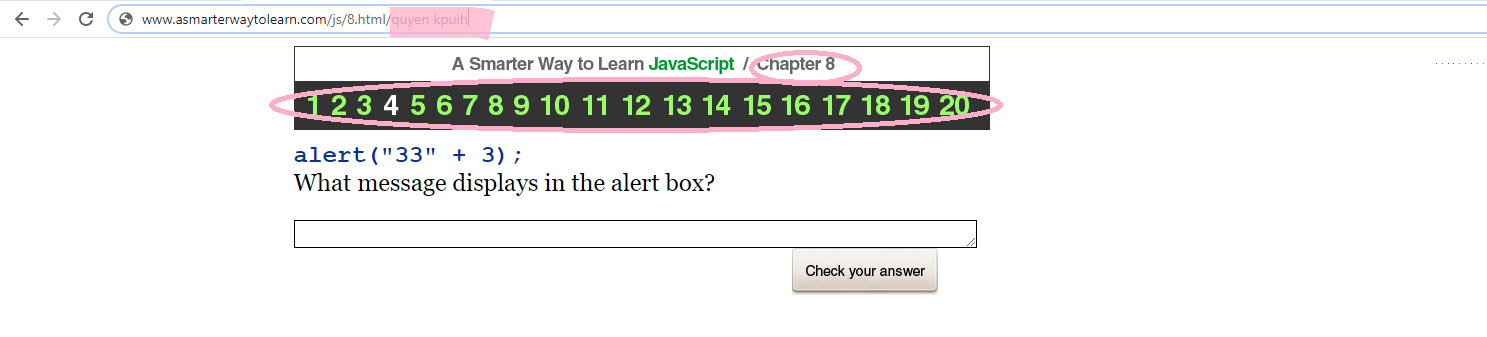 www.asmarterwaytolearn.com/js/8.html/quyen kpuih
A Smarter Way to Learn JavaScript / Chapter 8
1 2 3 4 5 6 7 8 9 10 11 12 13 14 15 16 17 18 19 20
alert("33" + 3);
What message displays in the alert box?
Check your answer